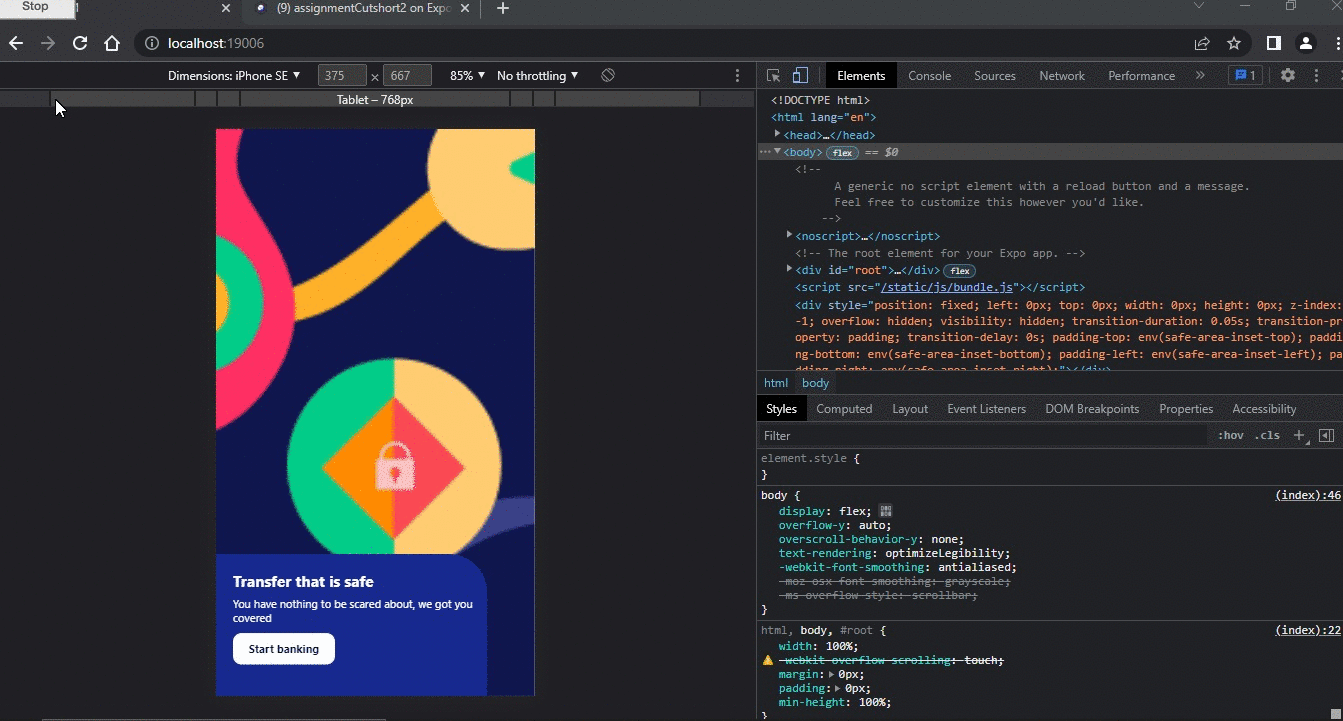 Stop
(9) assignmentCutshort2 on Expo
localhost:19006
Dimensions: iPhone SE 375 × 667 85% No throttling
Tablet – 768px
Transfer that is safe
You have nothing to be scared about, we got you
covered
Start banking
Elements Console Sources Network Performance » 1
<!DOCTYPE html>
<html lang="en">
<head>…</head>
<body> flex == $0
<!--
A generic no script element with a reload button and a message.
Feel free to customize this however you'd like.
-->
<noscript>…</noscript>
<!-- The root element for your Expo app. -->
<div id="root">…</div> flex
<script src="/static/js/bundle.js"></script>
<div style="position: fixed; left: 0px; top: 0px; width: 0px; height: 0px; z-index:
-1; overflow: hidden; visibility: hidden; transition-duration: 0.05s; transition-pr
operty: padding; transition-delay: 0s; padding-top: env(safe-area-inset-top); paddi
ng-bottom: env(safe-area-inset-bottom); padding-left: env(safe-area-inset-left); pa
dding-right: env(safe-area-inset-right);"></div>
html body
Styles Computed Layout Event Listeners DOM Breakpoints Properties Accessibility
Filter :hov .cls +
element.style {
}
body { (index):46
display: flex;
overflow-y: auto;
overscroll-behavior-y: none;
text-rendering: optimizeLegibility;
-webkit-font-smoothing: antialiased;
-moz-osx-font-smoothing: grayscale;
-ms-overflow-style: scrollbar;
}
html, body, #root { (index):22
width: 100%;
-webkit-overflow-scrolling: touch;
margin: 0px;
padding: 0px;
min-height: 100%;
}